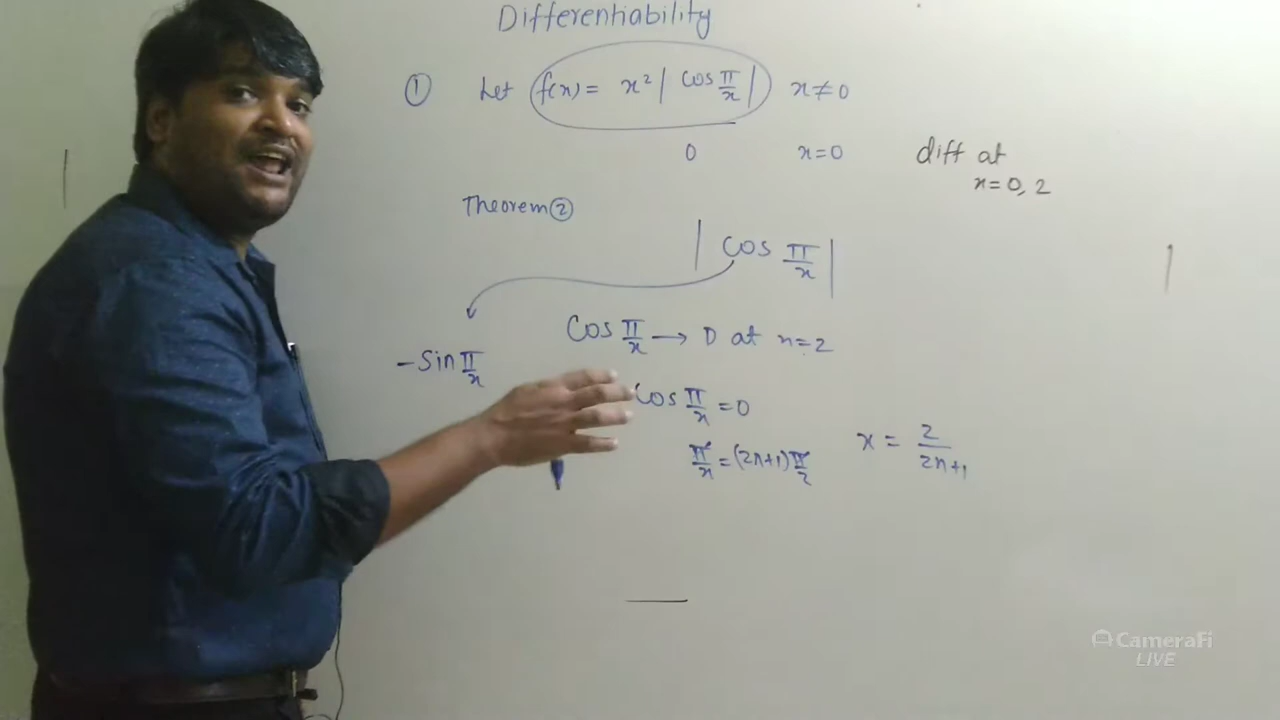 Differentiability
① Let f(x) = x² | cos π/x | x ≠ 0
0 x=0
diff at
x=0, 2
Theorem ②
| cos π/x |
Cos π/x → D at x=2
-Sin π/x
Cos π/x = 0
π/x = (2n+1) π/2
x = 2/2n+1
CameraFi
LIVE